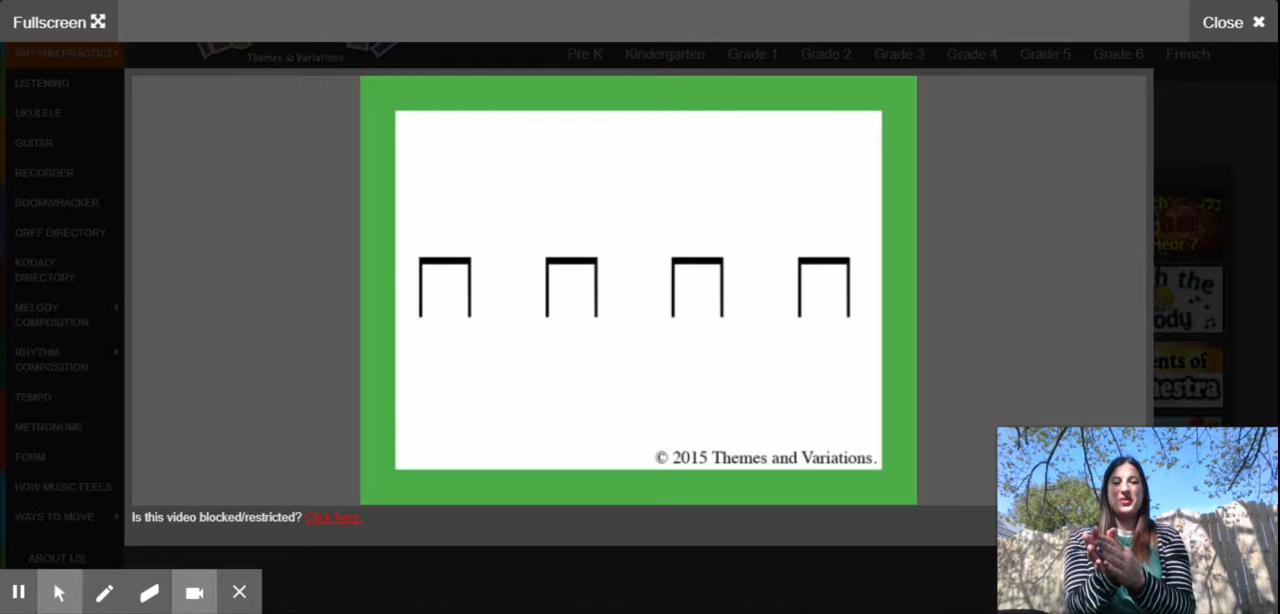 Fullscreen
Close
RHYTHM PRACTICE
Themes & Variations
Pre K Kindergarten Grade 1 Grade 2 Grade 3 Grade 4 Grade 5 Grade 6 French
LISTENING
UKULELE
GUITAR
RECORDER
BOOMWHACKER
ORFF DIRECTORY
KODALY
DIRECTORY
MELODY
COMPOSITION
RHYTHM
COMPOSITION
TEMPO
METRONOME
FORM
HOW MUSIC FEELS
WAYS TO MOVE
ABOUT US
© 2015 Themes and Variations.
Is this video blocked/restricted? Click here.
the